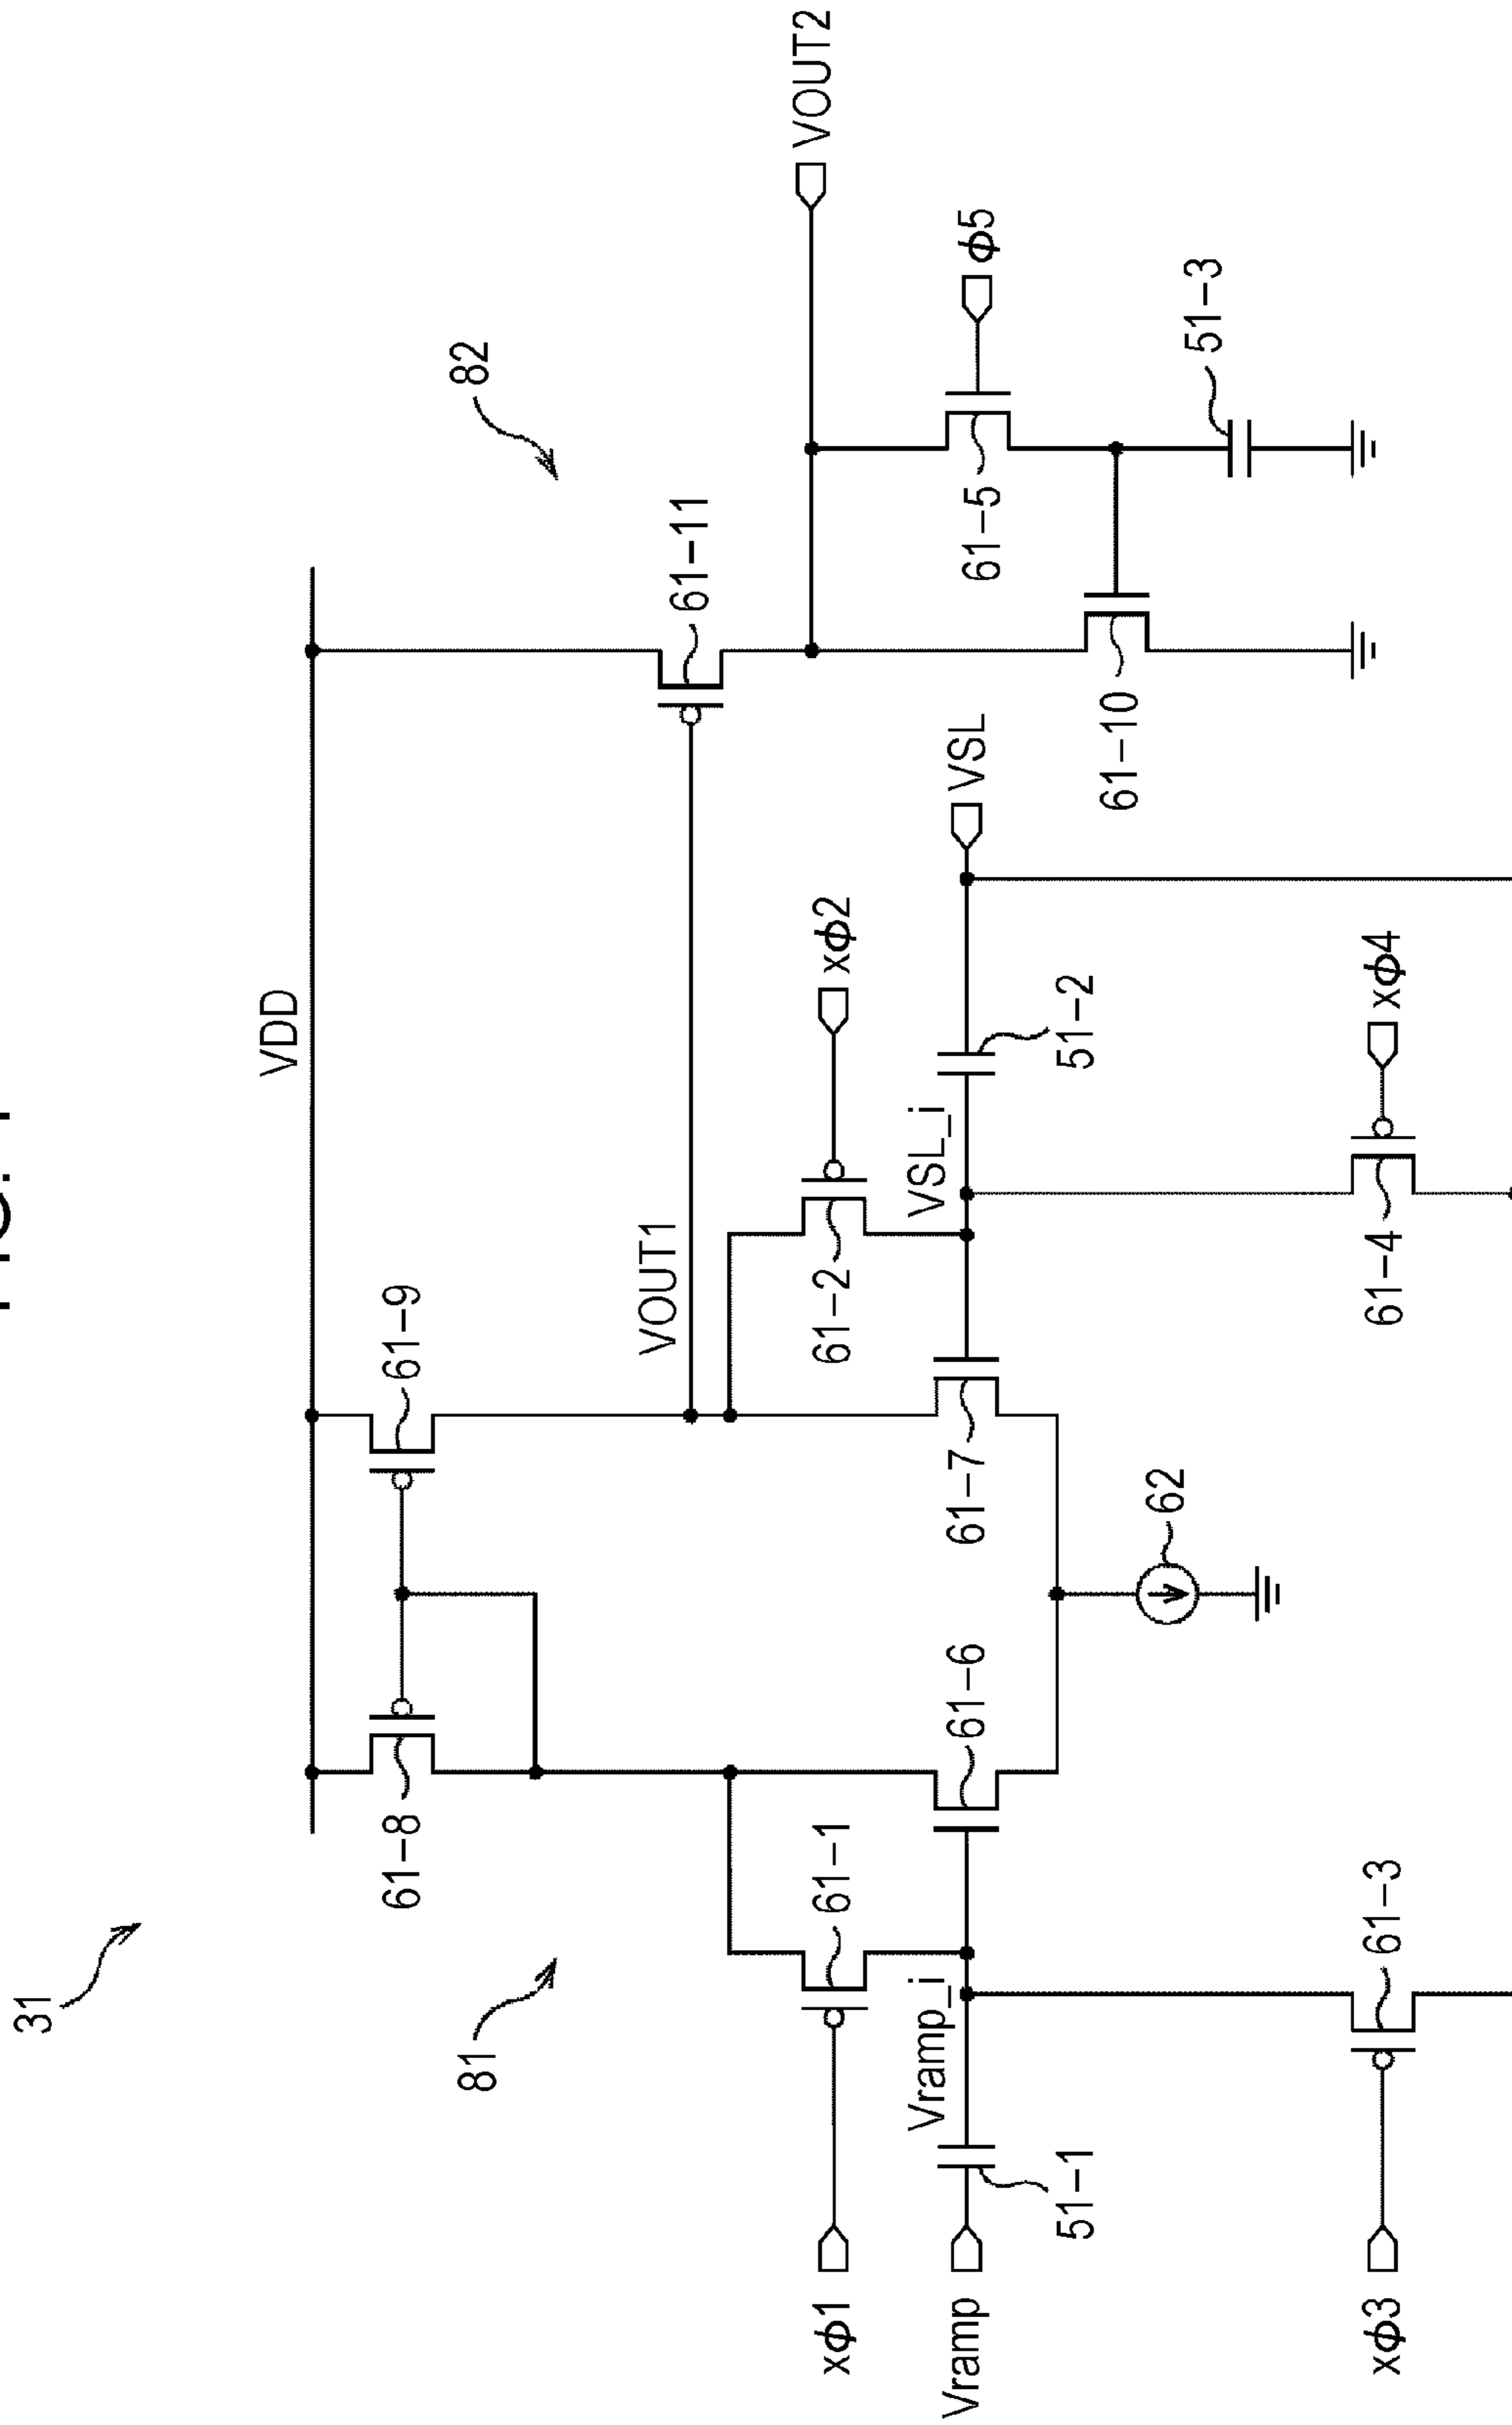 31
VDD
61-8
61-9
81
82
VOUT1
61-11
VOUT2
xϕ1
61-1
61-2
xϕ2
Vramp_i
VSL_i
Vramp
51-1
61-6
61-7
51-2
VSL
61-5
ϕ5
62
61-10
51-3
xϕ3
61-3
61-4
xϕ4